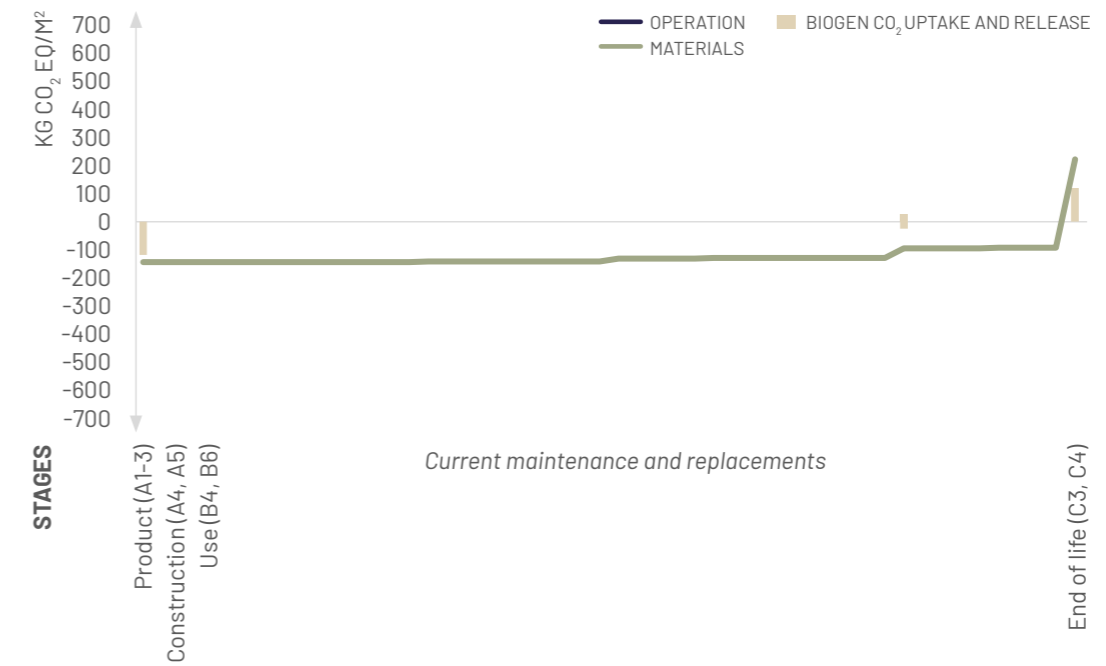 KG CO₂ EQ/M²
700
600
500
400
300
200
100
0
-100
-200
-300
-400
-500
-600
-700
OPERATION
MATERIALS
BIOGEN CO₂ UPTAKE AND RELEASE
STAGES
Product (A1-3)
Construction (A4, A5)
Use (B4, B6)
Current maintenance and replacements
End of life (C3, C4)